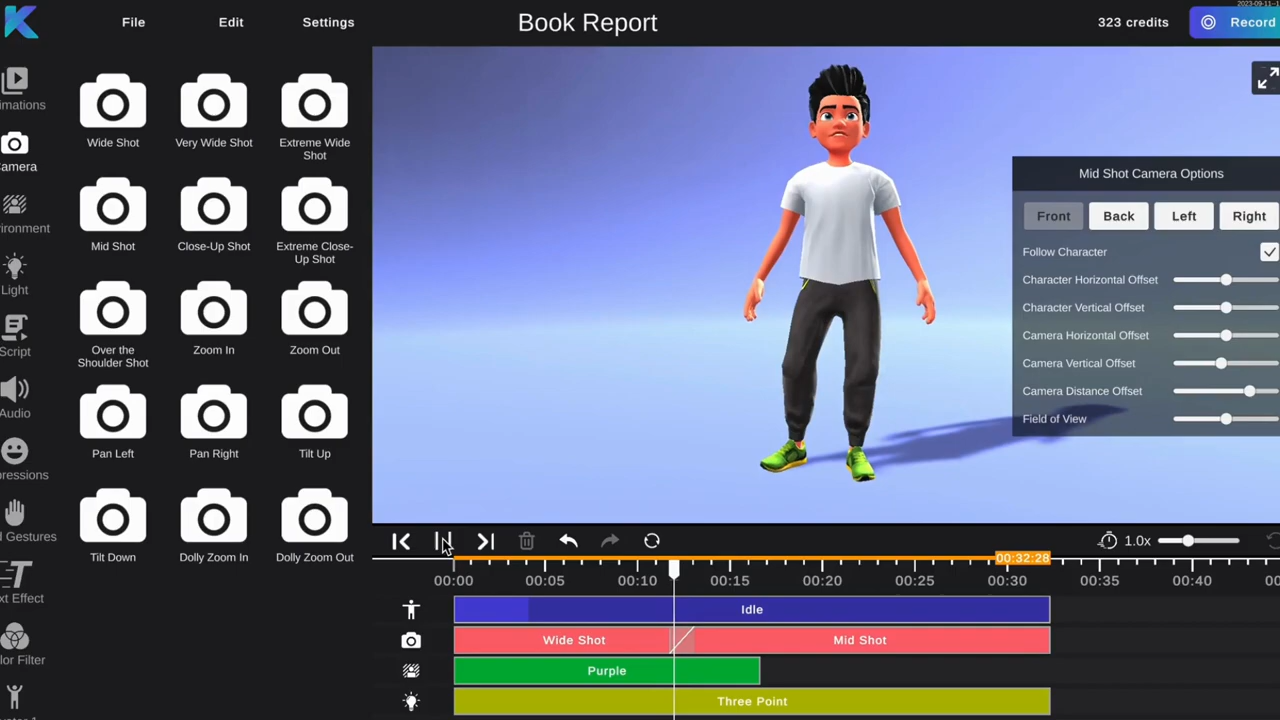 2023-09-11
File Edit Settings Book Report 323 credits Record
imations
amera
vironment
Light
Script
Audio
pressions
d Gestures
xt Effect
olor Filter
Wide Shot Very Wide Shot Extreme Wide
Shot
Mid Shot Close-Up Shot Extreme Close-
Up Shot
Over the
Shoulder Shot Zoom In Zoom Out
Pan Left Pan Right Tilt Up
Tilt Down Dolly Zoom In Dolly Zoom Out
Mid Shot Camera Options
Front Back Left Right
Follow Character
Character Horizontal Offset
Character Vertical Offset
Camera Horizontal Offset
Camera Vertical Offset
Camera Distance Offset
Field of View
1.0x
00:32:28
00:00 00:05 00:10 00:15 00:20 00:25 00:30 00:35 00:40
Idle
Wide Shot Mid Shot
Purple
Three Point